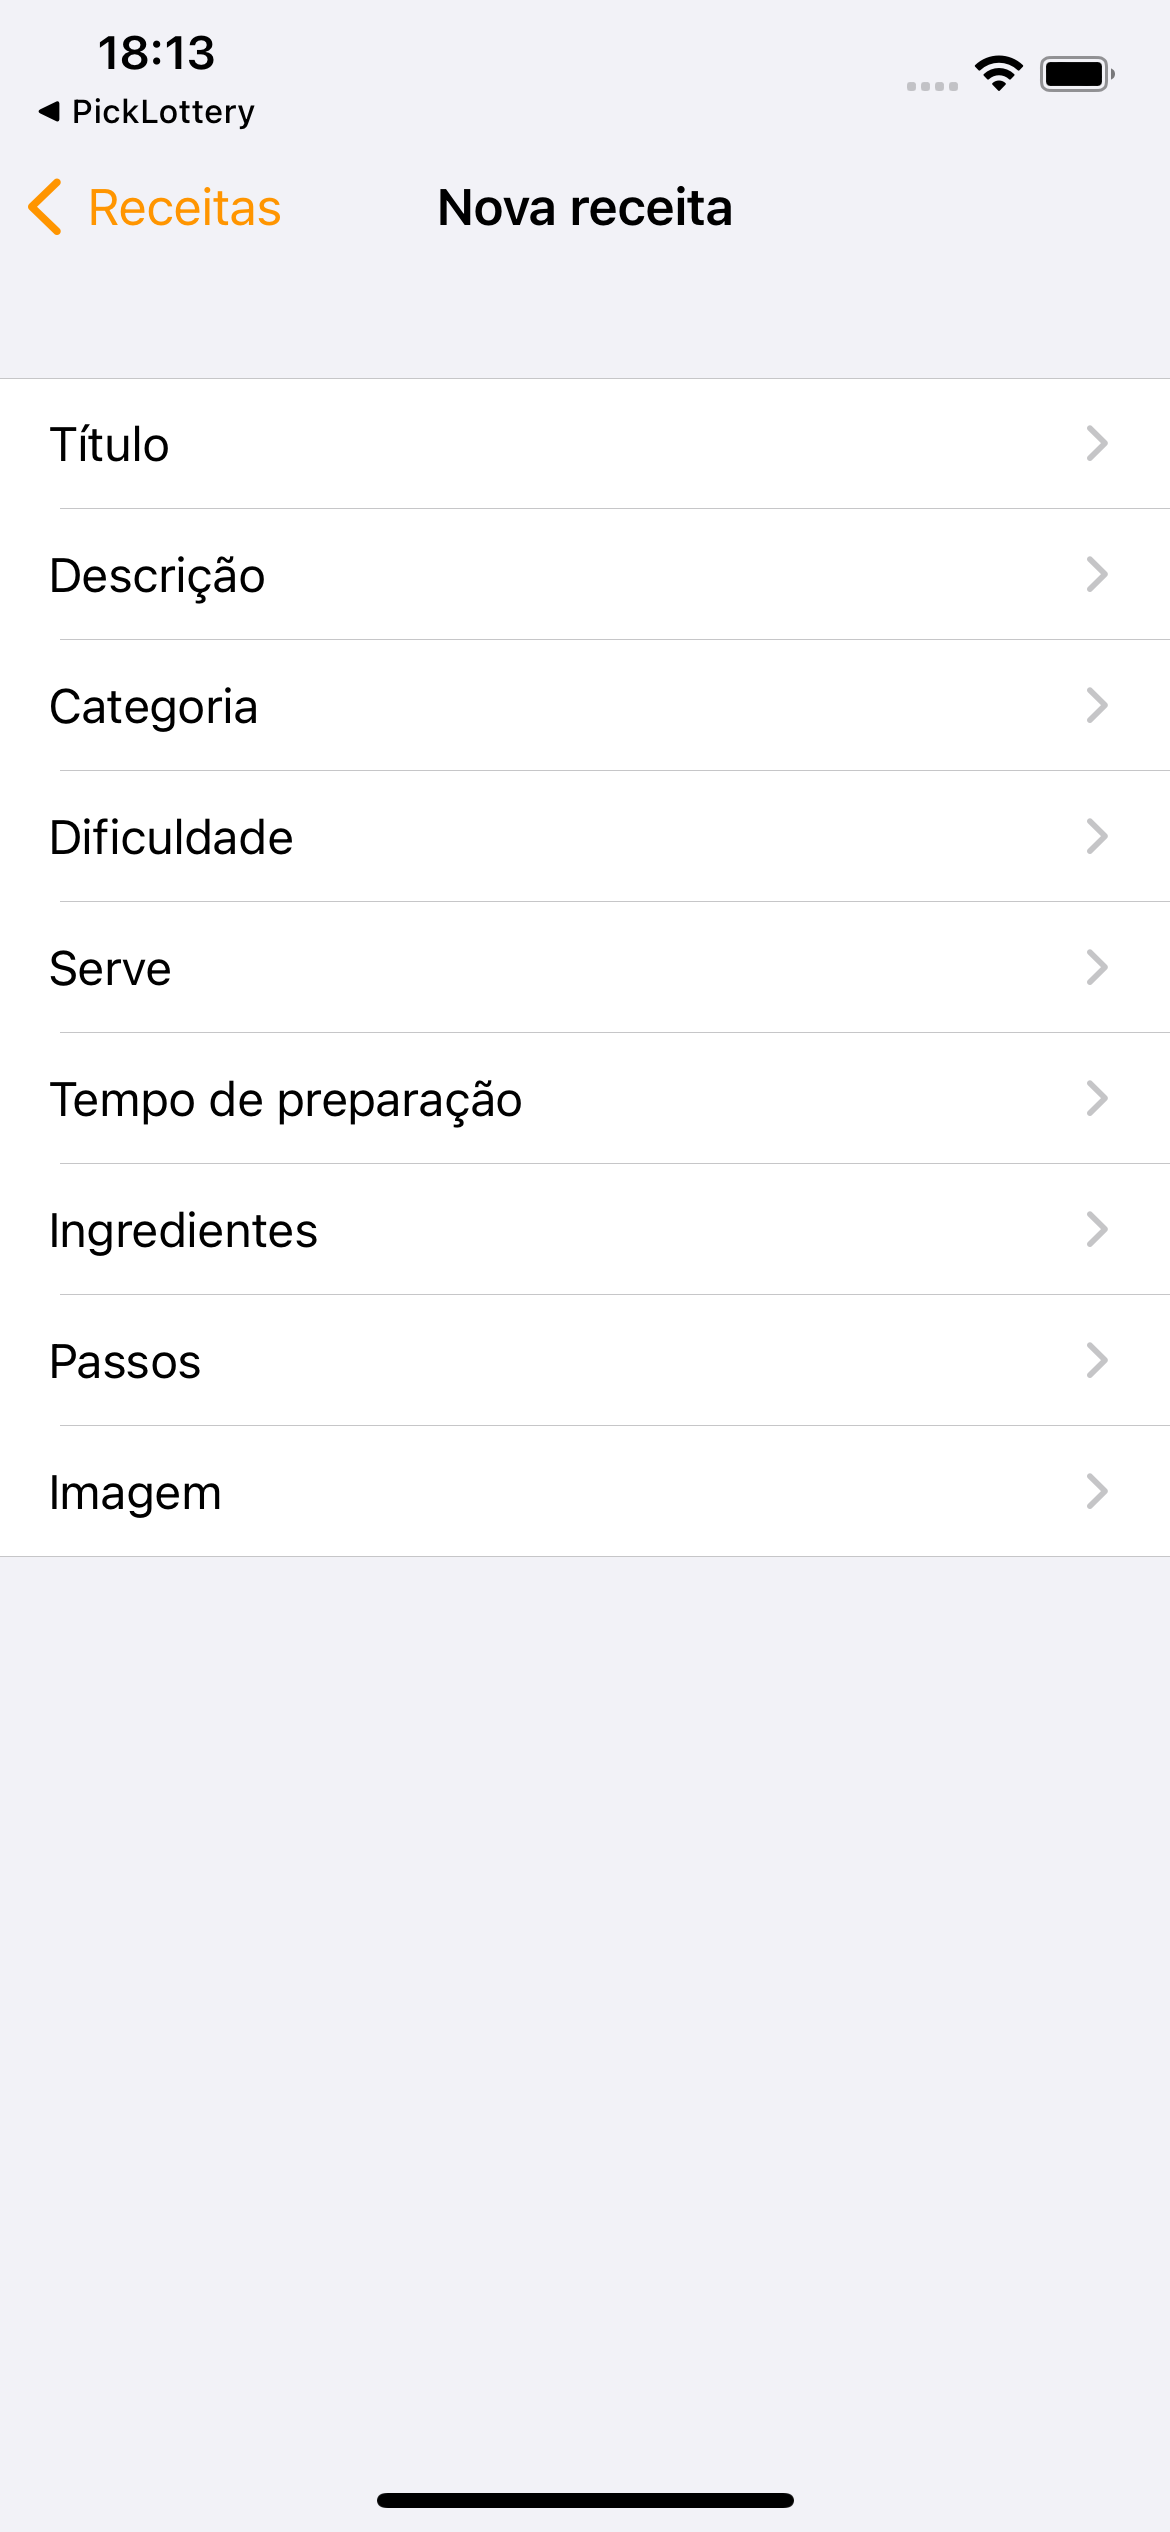 18:13
PickLottery
Receitas
Nova receita
Título
Descrição
Categoria
Dificuldade
Serve
Tempo de preparação
Ingredientes
Passos
Imagem